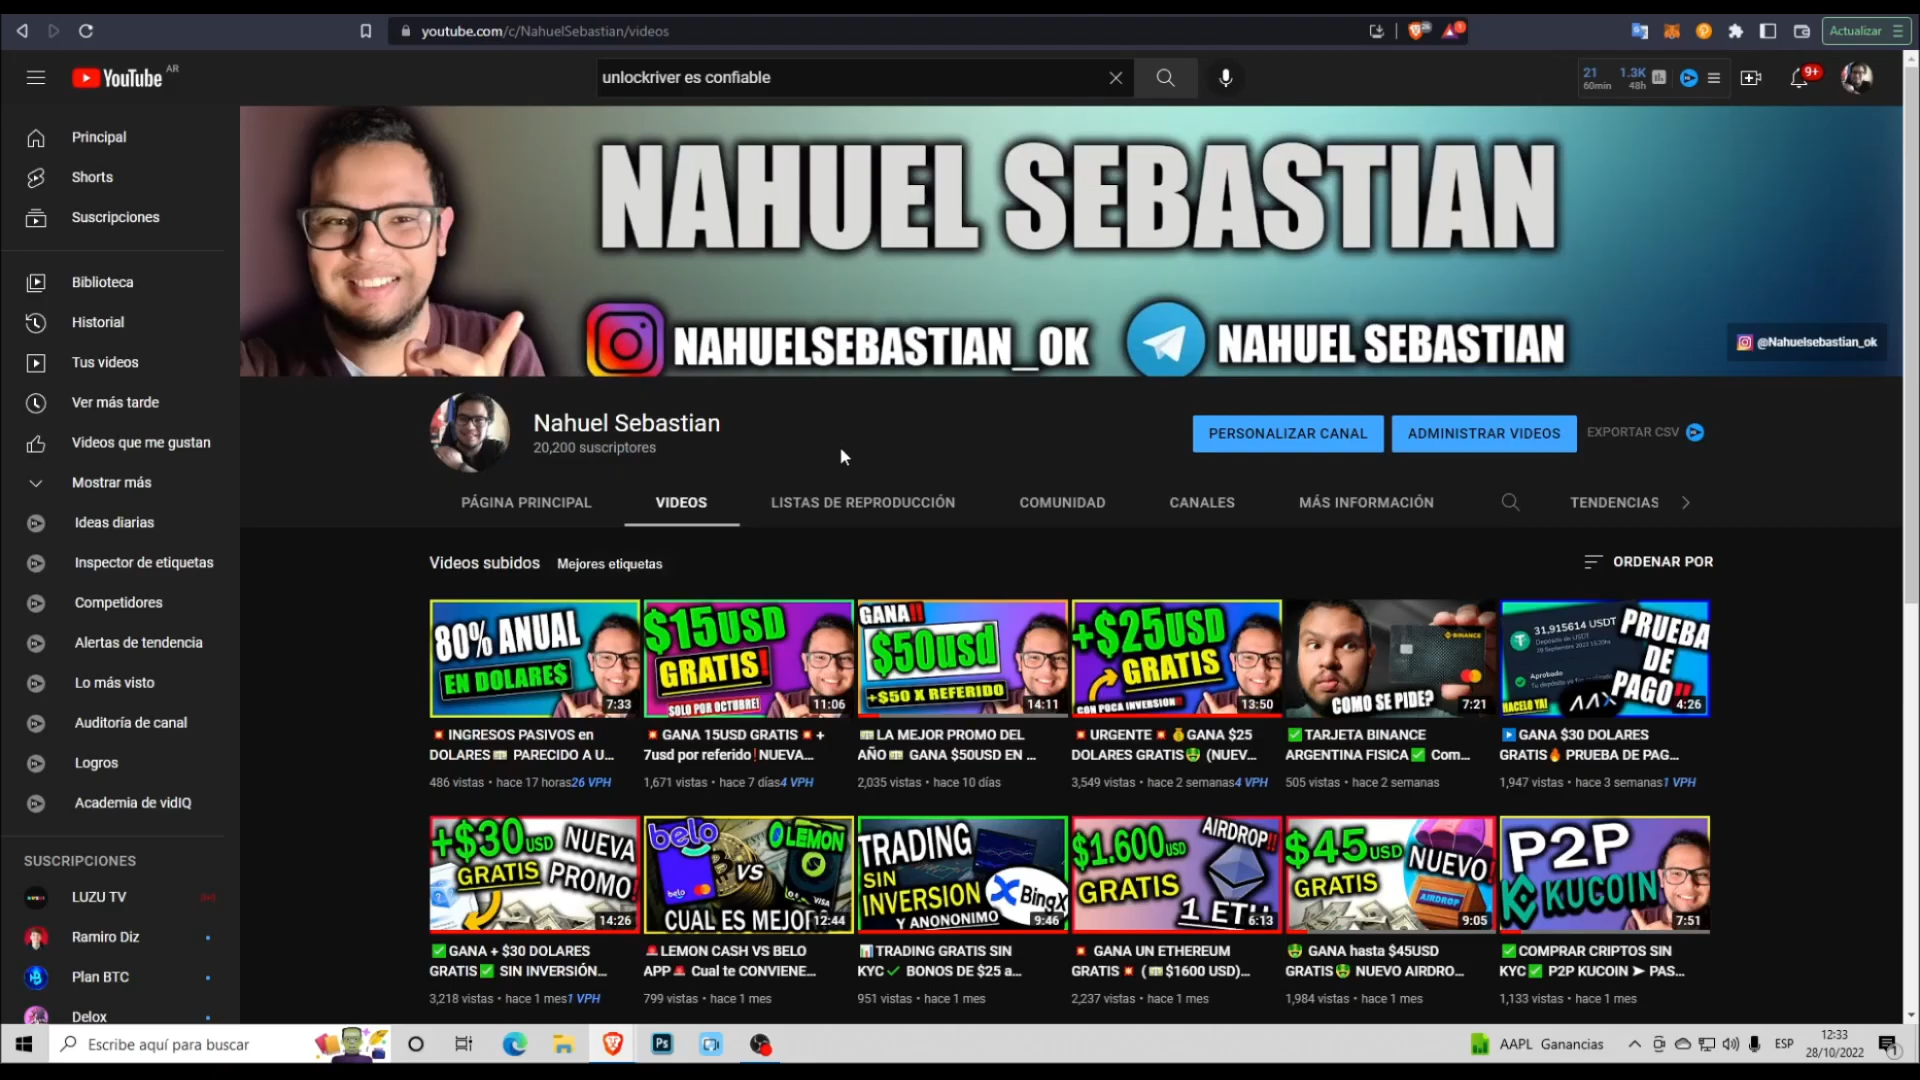 youtube.com/c/NahuelSebastian/videos
Actualizar
YouTube AR
unlockriver es confiable
21
60min
1.3K
48h
9+
Principal
Shorts
Suscripciones
Biblioteca
Historial
Tus videos
Ver más tarde
Videos que me gustan
Mostrar más
Ideas diarias
Inspector de etiquetas
Competidores
Alertas de tendencia
Lo más visto
Auditoría de canal
Logros
Academia de vidIQ
SUSCRIPCIONES
LUZU TV
Ramiro Diz
Plan BTC
Delox
NAHUEL SEBASTIAN
NAHUELSEBASTIAN_OK
NAHUEL SEBASTIAN
@Nahuelsebastian_ok
Nahuel Sebastian
20,200 suscriptores
PERSONALIZAR CANAL
ADMINISTRAR VIDEOS
EXPORTAR CSV
PÁGINA PRINCIPAL
VIDEOS
LISTAS DE REPRODUCCIÓN
COMUNIDAD
CANALES
MÁS INFORMACIÓN
TENDENCIAS
Videos subidos
Mejores etiquetas
ORDENAR POR
80% ANUAL
EN DOLARE$
7:33
💥 INGRESOS PASIVOS en
DOLARES💵 PARECIDO A U...
486 vistas • hace 17 horas26 VPH
$15USD
GRATIS!
SOLO POR OCTUBRE!
11:06
💥 GANA 15USD GRATIS💥 +
7usd por referido❗NUEVA...
1,671 vistas • hace 7 días4 VPH
GANA!!
$50usd
+$50 X REFERIDO
14:11
💵LA MEJOR PROMO DEL
AÑO💵 GANA $50USD EN ...
2,035 vistas • hace 10 días
+$25USD
GRATIS
CON POCA INVERSION
13:50
💥 URGENTE💥 💰GANA $25
DOLARES GRATIS🤑 (NUEV...
3,549 vistas • hace 2 semanas4 VPH
BINANCE
COMO SE PIDE?
7:21
✅TARJETA BINANCE
ARGENTINA FISICA✅ Com...
505 vistas • hace 2 semanas
31,915614 USDT
Depósito de USDT
Aprobado
PRUEBA
DE
PAGO!!
HACELO YA!
4:26
▶️GANA $30 DOLARES
GRATIS🔥 PRUEBA DE PAG...
1,947 vistas • hace 3 semanas1 VPH
+$30USD
GRATIS
NUEVA
PROMO!
14:26
✅GANA + $30 DOLARES
GRATIS✅ SIN INVERSIÓN...
3,218 vistas • hace 1 mes1 VPH
belo
VS
LEMON
belo
VISA
CUAL ES MEJOR?
12:44
🚨LEMON CASH VS BELO
APP🚨 Cual te CONVIENE...
799 vistas • hace 1 mes
TRADING
SIN
INVERSION
Y ANONONIMO
BingX
9:46
📊TRADING GRATIS SIN
KYC✔ BONOS DE $25 a...
951 vistas • hace 1 mes
AIRDROP!!
$1.600USD
GRATIS
1 ETH
6:13
💥 GANA UN ETHEREUM
GRATIS💥 (💵$1600 USD)...
2,237 vistas • hace 1 mes
$45USD
GRATIS
NUEVO!
AIRDROP
9:05
🤑 GANA hasta $45USD
GRATIS🤑 NUEVO AIRDRO...
1,984 vistas • hace 1 mes
P2P
KUCOIN
7:51
✅COMPRAR CRIPTOS SIN
KYC✅ P2P KUCOIN ➤ PAS...
1,133 vistas • hace 1 mes
Escribe aquí para buscar
Ps
AAPL Ganancias
ESP
12:33
28/10/2022
1